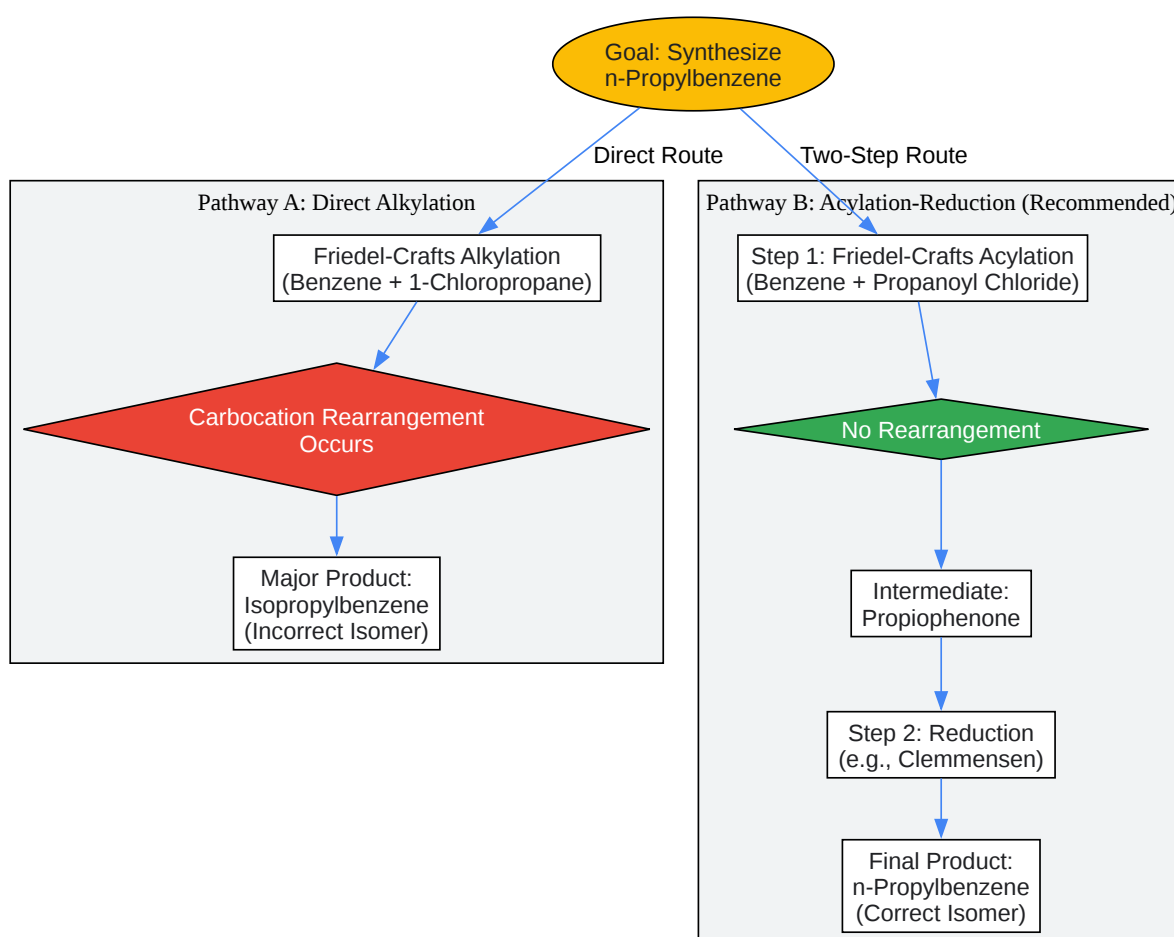 Goal: Synthesize
n-Propylbenzene
Direct Route
Two-Step Route
Pathway A: Direct Alkylation
Friedel-Crafts Alkylation
(Benzene + 1-Chloropropane)
Carbocation Rearrangement
Occurs
Major Product:
Isopropylbenzene
(Incorrect Isomer)
Pathway B: Acylation-Reduction (Recommended)
Step 1: Friedel-Crafts Acylation
(Benzene + Propanoyl Chloride)
No Rearrangement
Intermediate:
Propiophenone
Step 2: Reduction
(e.g., Clemmensen)
Final Product:
n-Propylbenzene
(Correct Isomer)